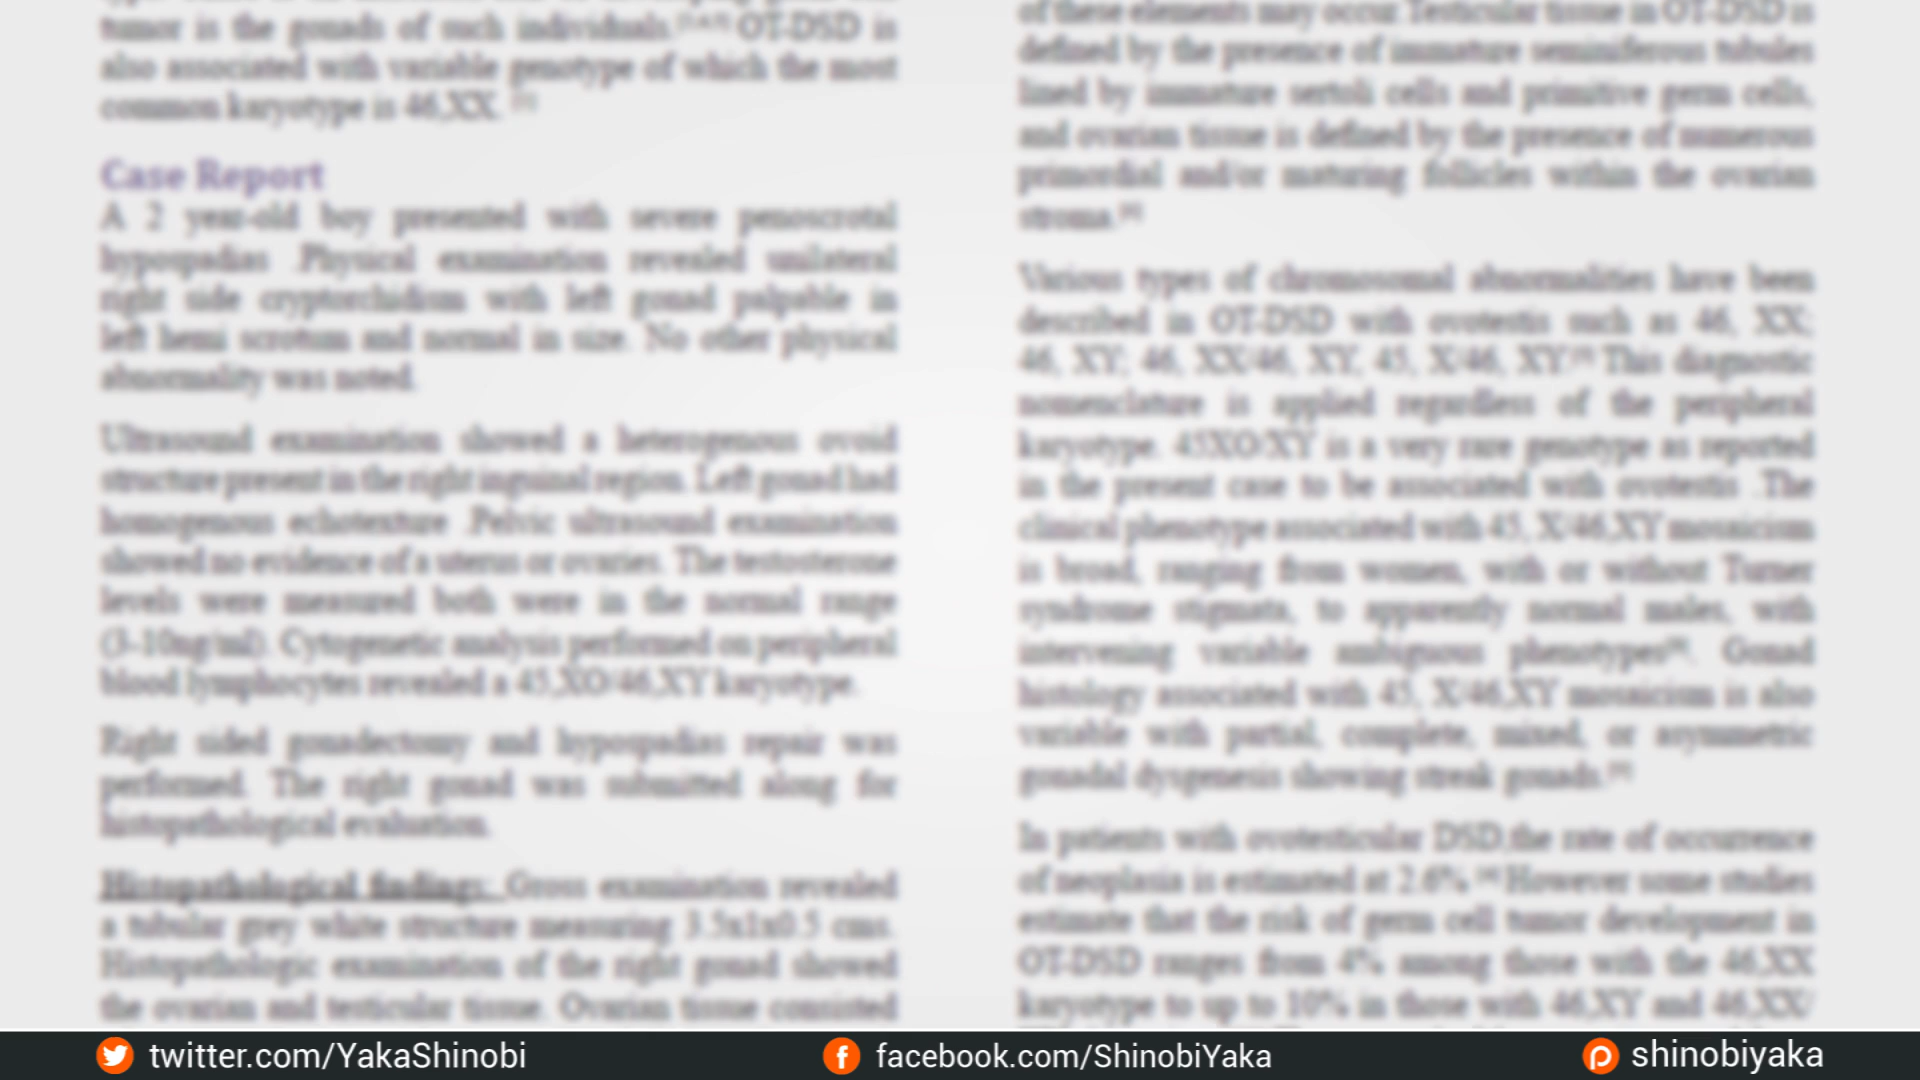 tumor is the gonads of such individuals. OT-DSD is
also associated with variable genotype of which the most
common karyotype is 46,XX.
Case Report
A 2 year-old boy presented with severe penoscrotal
hypospadias .Physical examination revealed unilateral
right side cryptorchidism with left gonad palpable in
left hemi scrotum and normal in size. No other physical
abnormality was noted.
Ultrasound examination showed a heterogenous ovoid
structure present in the right inguinal region. Left gonad had
homogenous echotexture .Pelvic ultrasound examination
showed no evidence of a uterus or ovaries. The testosterone
levels were measured both were in the normal range
(3-10ng/ml). Cytogenetic analysis performed on peripheral
blood lymphocytes revealed a 45,XO/46,XY karyotype.
Right sided gonadectomy and hypospadias repair was
performed. The right gonad was submitted along for
histopathological evaluation.
Histopathological findings: Gross examination revealed
a tubular grey white structure measuring 3.5x1x0.5 cms.
Histopathologic examination of the right gonad showed
the ovarian and testicular tissue. Ovarian tissue consisted
of these elements may occur.Testicular tissue in OT-DSD is
defined by the presence of immature seminiferous tubules
lined by immature sertoli cells and primitive germ cells,
and ovarian tissue is defined by the presence of numerous
primordial and/or maturing follicles within the ovarian
stroma.
Various types of chromosomal abnormalities have been
described in OT-DSD with ovotestis such as 46, XX;
46, XY; 46, XX/46, XY, 45, X/46, XY. This diagnostic
nomenclature is applied regardless of the peripheral
karyotype. 45XO/XY is a very rare genotype as reported
in the present case to be associated with ovotestis .The
clinical phenotype associated with 45, X/46,XY mosaicism
is broad, ranging from women, with or without Turner
syndrome stigmata, to apparently normal males, with
intervening variable ambiguous phenotypes. Gonad
histology associated with 45, X/46,XY mosaicism is also
variable with partial, complete, mixed, or asymmetric
gonadal dysgenesis showing streak gonads.
In patients with ovotesticular DSD,the rate of occurrence
of neoplasia is estimated at 2.6% However some studies
estimate that the risk of germ cell tumor development in
OT-DSD ranges from 4% among those with the 46,XX
karyotype to up to 10% in those with 46,XY and 46,XX/
twitter.com/YakaShinobi
facebook.com/ShinobiYaka
shinobiyaka